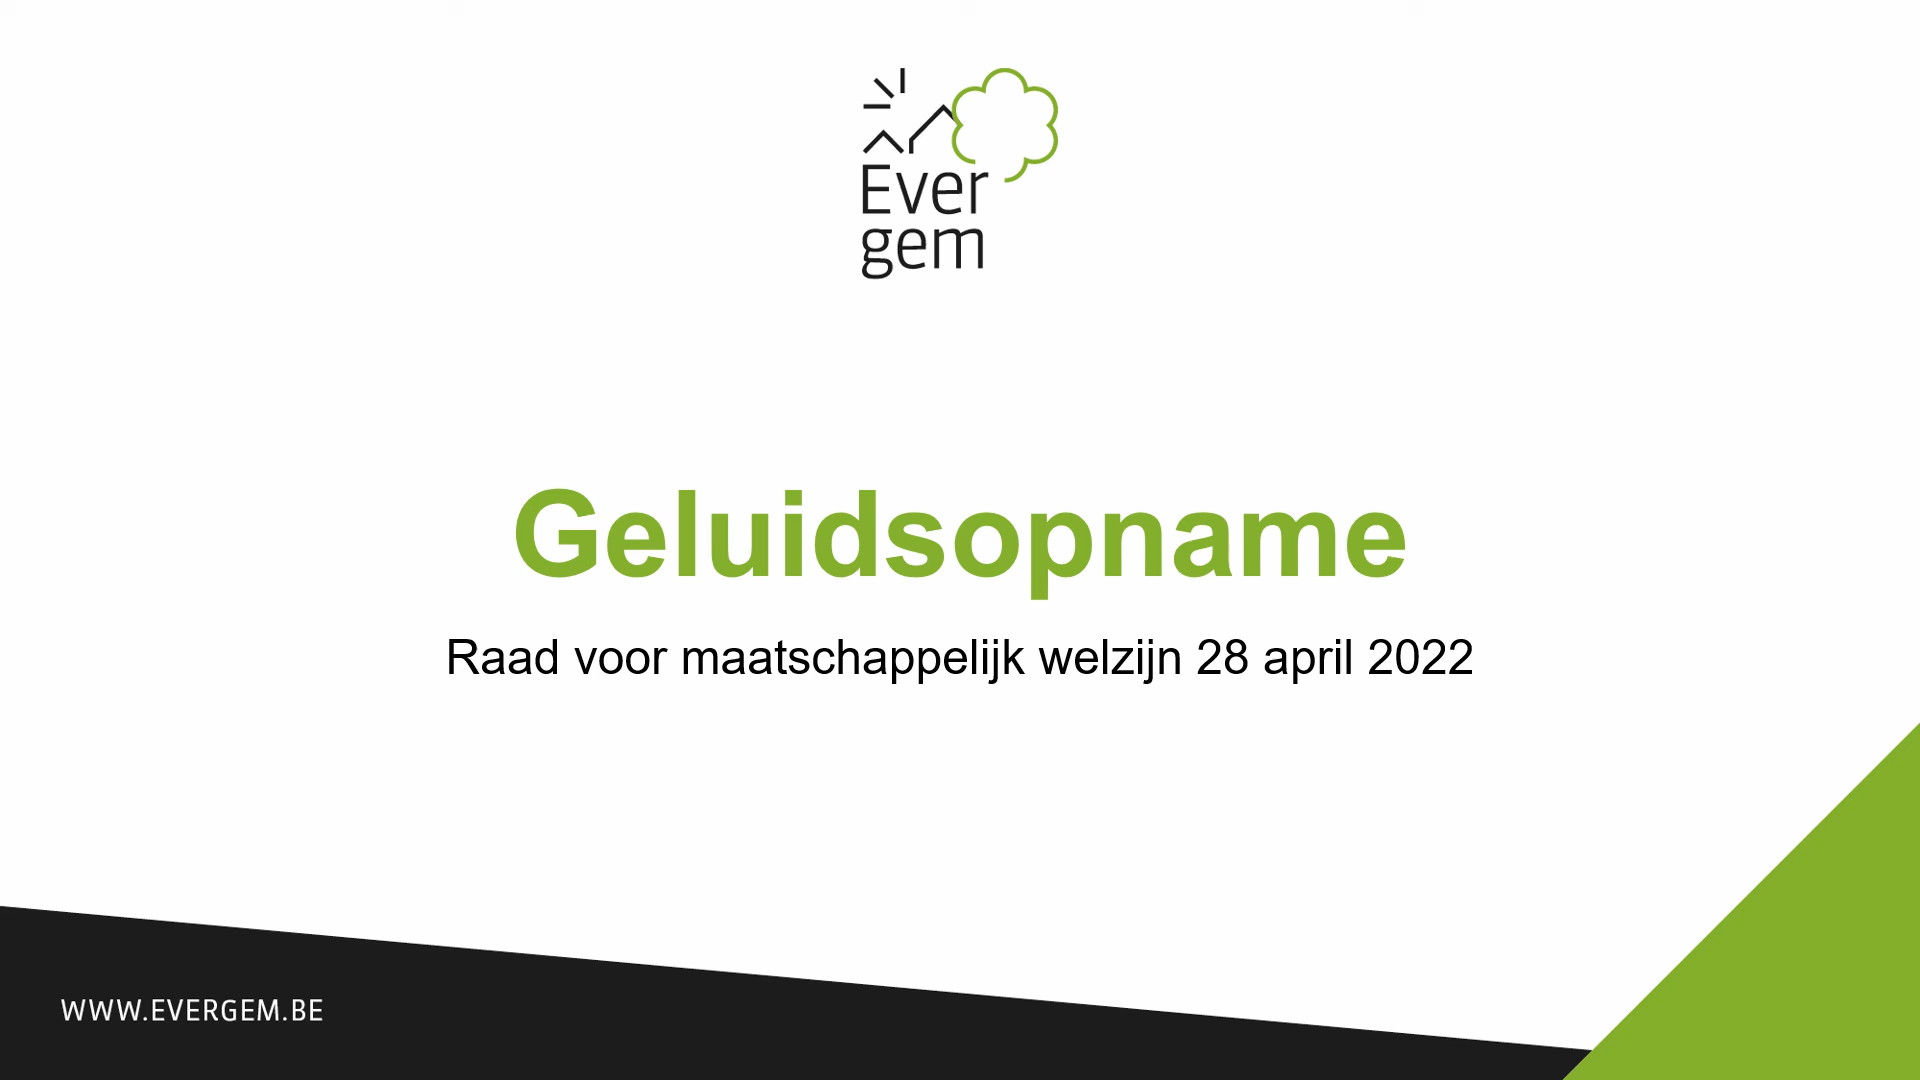 Ever
gem
Geluidsopname
Raad voor maatschappelijk welzijn 28 april 2022
WWW.EVERGEM.BE